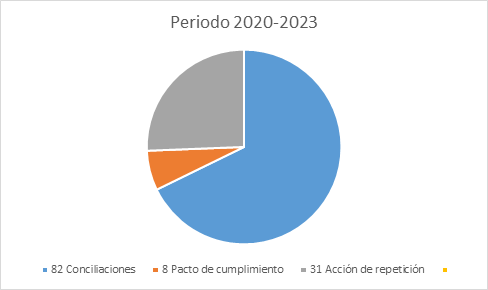 Periodo 2020-2023
82 Conciliaciones 8 Pacto de cumplimiento 31 Acción de repetición